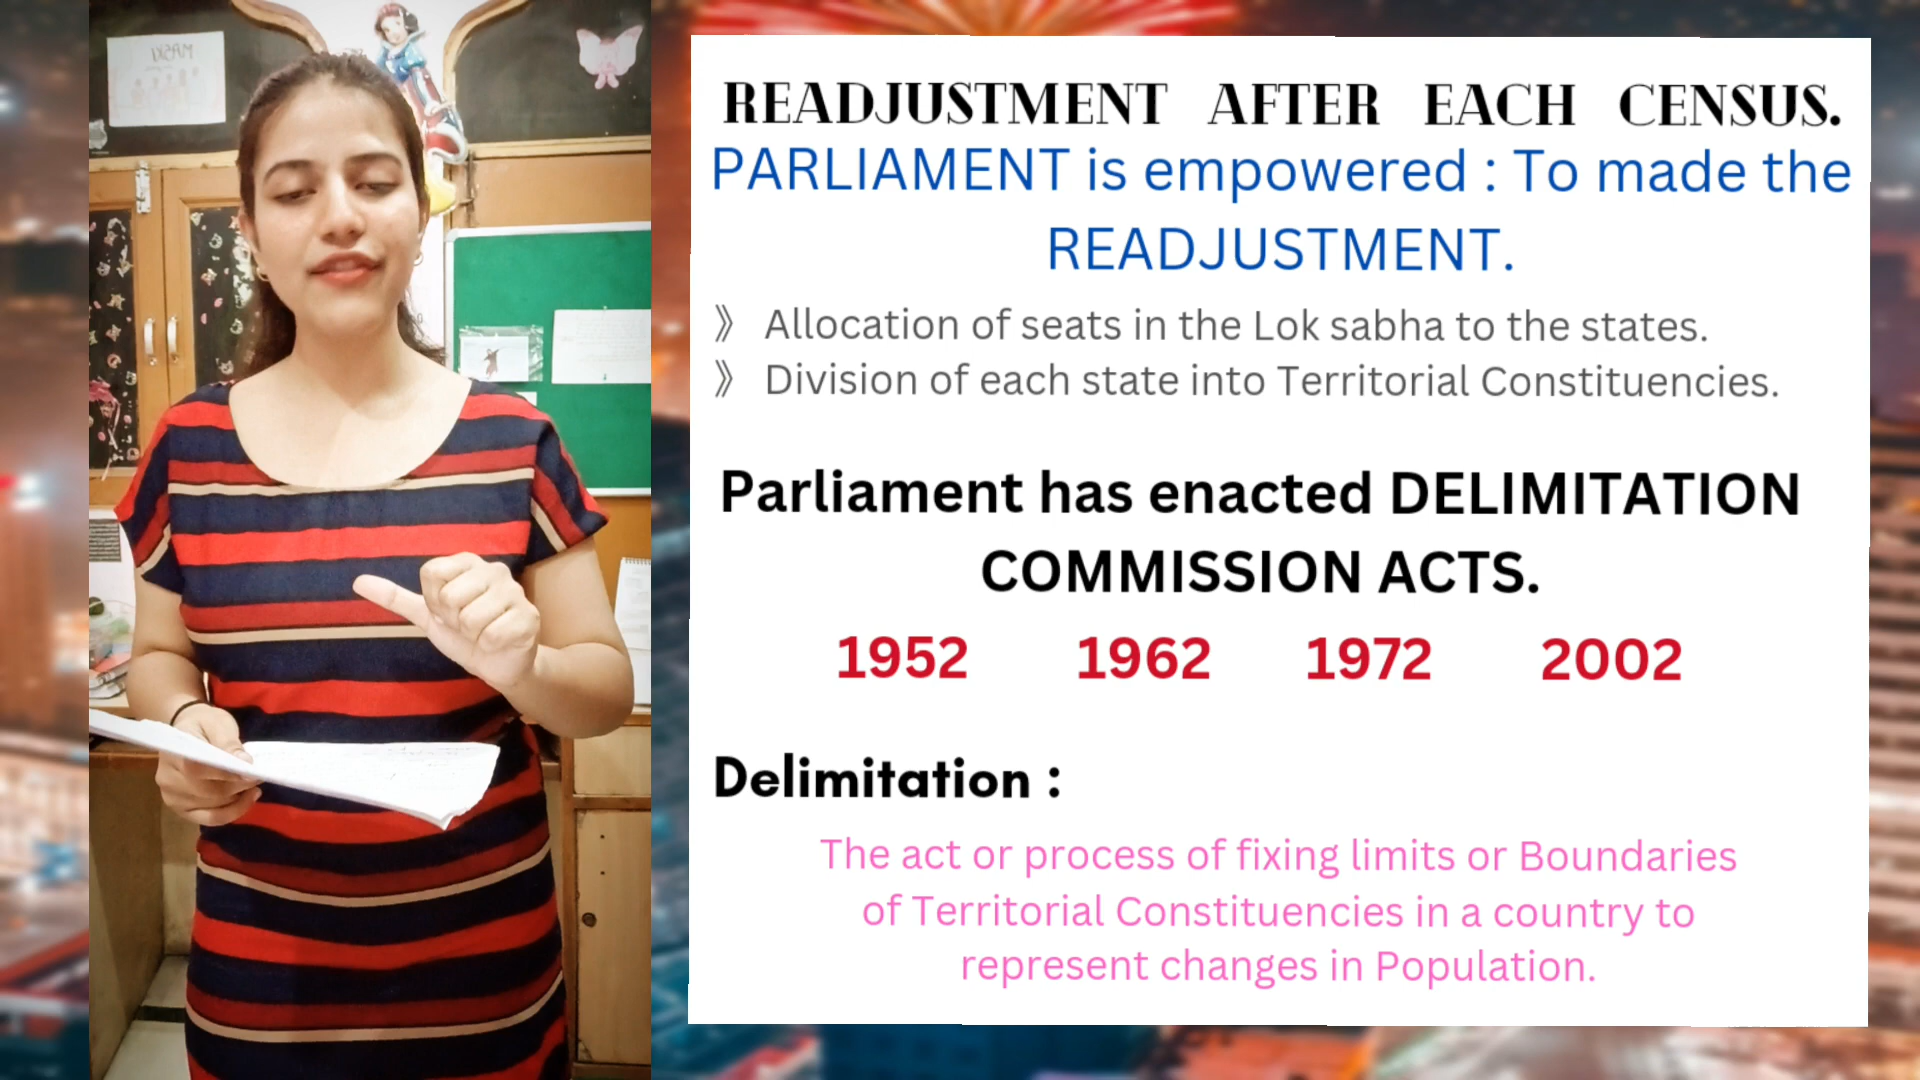 READJUSTMENT AFTER EACH CENSUS.
PARLIAMENT is empowered : To made the
READJUSTMENT.
》 Allocation of seats in the Lok sabha to the states.
》 Division of each state into Territorial Constituencies.
Parliament has enacted DELIMITATION
COMMISSION ACTS.
1952 1962 1972 2002
Delimitation :
The act or process of fixing limits or Boundaries
of Territorial Constituencies in a country to
represent changes in Population.